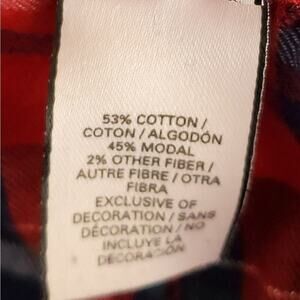 53% COTTON /
COTON / ALGODÓN
45% MODAL
2% OTHER FIBER /
AUTRE FIBRE / OTRA
FIBRA
EXCLUSIVE OF
DECORATION / SANS
DÉCORATION / NO
INCLUYE LA
DECORACIÓN